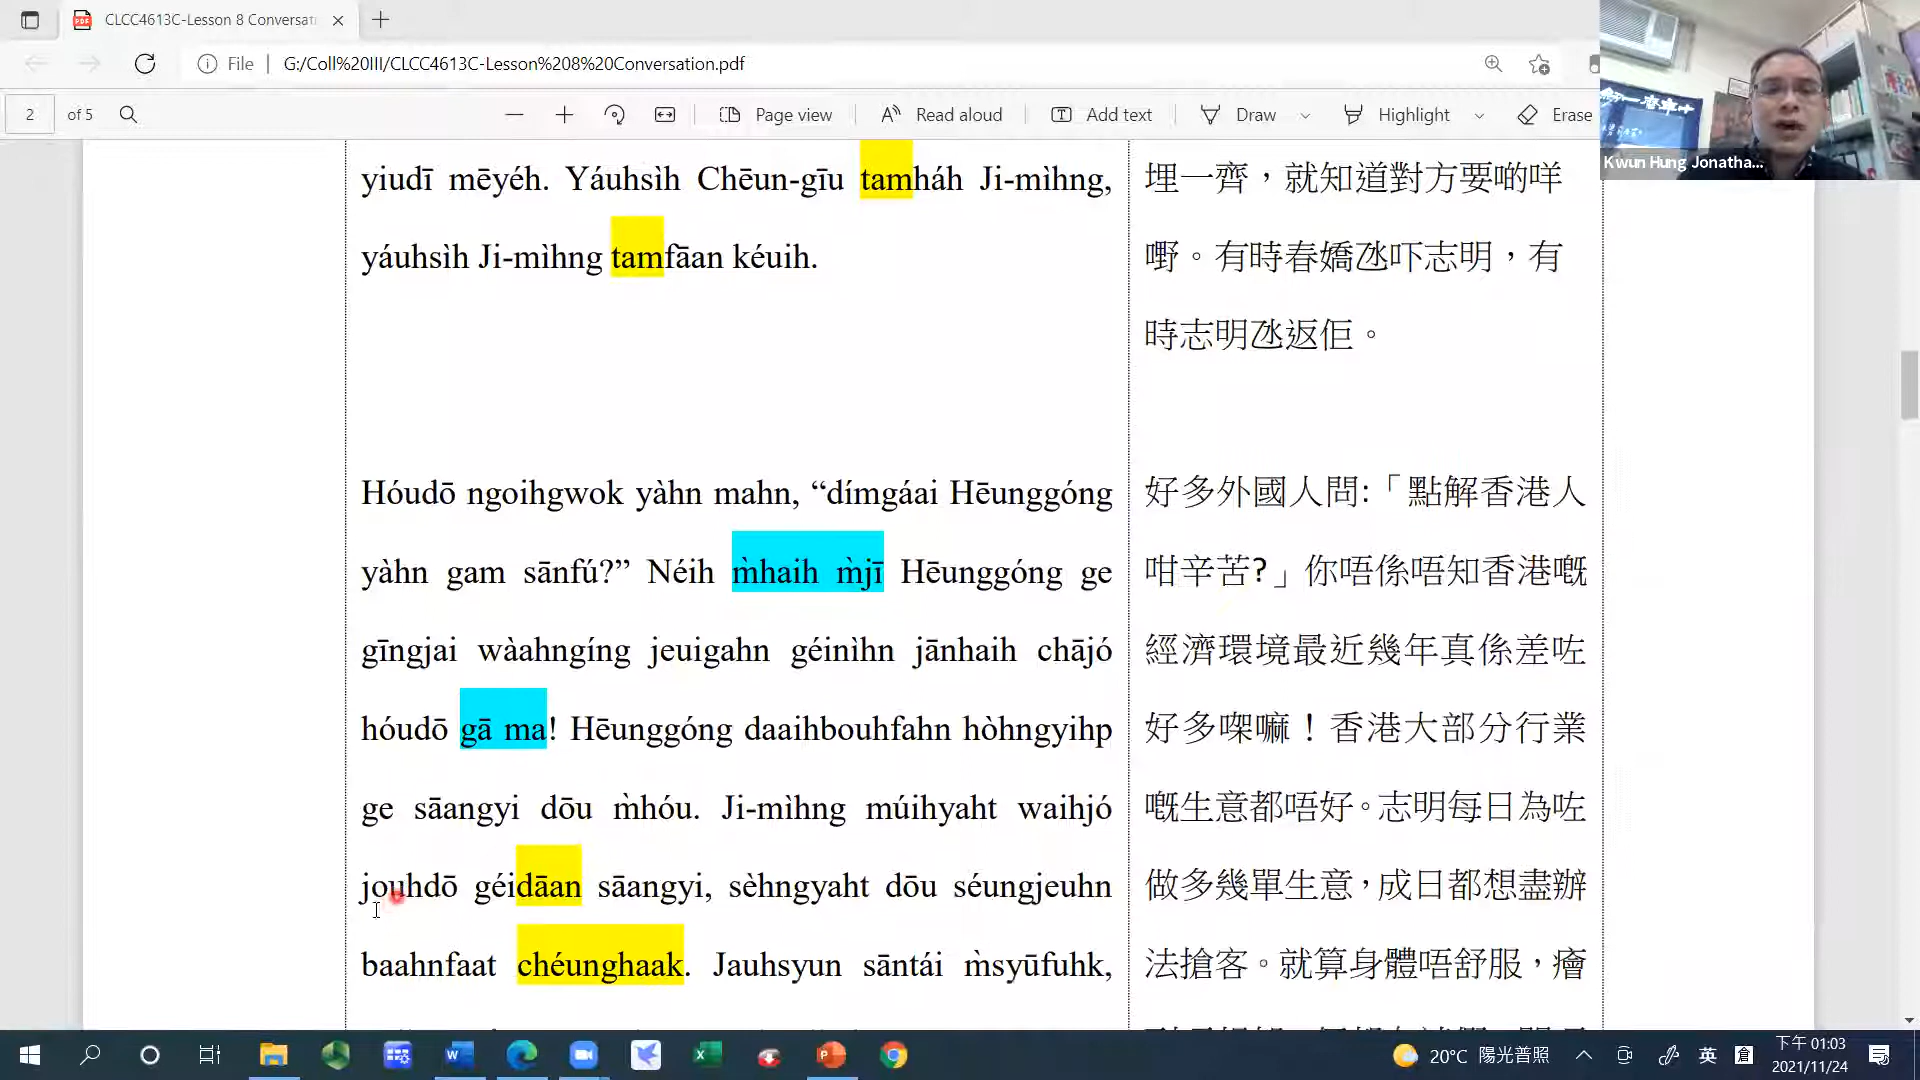 CLCC4613C-Lesson 8 Conversat
File
G:/Coll%20III/CLCC4613C-Lesson%208%20Conversation.pdf
2 of 5
Page view
Read aloud
Add text
Draw
Highlight
Erase
Kwun Hung Jonatha...
yiudī mēyéh. Yáuhsìh Chēun-gīu tamháh Ji-mìhng,
yáuhsìh Ji-mìhng tamfāan kéuih.
埋一齊，就知道對方要啲咩
嘢。有時春嬌氹吓志明，有
時志明氹返佢。
Hóudō ngoihgwok yàhn mahn, “dímgáai Hēunggóng
yàhn gam sānfú?” Néih m̀haih m̀jī Hēunggóng ge
gīngjai wàahngíng jeuigahn géinìhn jānhaih chājó
hóudō gā ma! Hēunggóng daaihbouhfahn hòhngyihp
ge sāangyi dōu m̀hóu. Ji-mìhng múihyaht waihjó
jouhdō géidāan sāangyi, sèhngyaht dōu séungjeuhn
baahnfaat chéunghaak. Jauhsyun sāntái m̀syūfuhk,
好多外國人問:「點解香港人
咁辛苦?」你唔係唔知香港嘅
經濟環境最近幾年真係差咗
好多㗎嘛！香港大部分行業
嘅生意都唔好。志明每日為咗
做多幾單生意，成日都想盡辦
法搶客。就算身體唔舒服，癐
20°C 陽光普照
英
倉
下午 01:03
2021/11/24